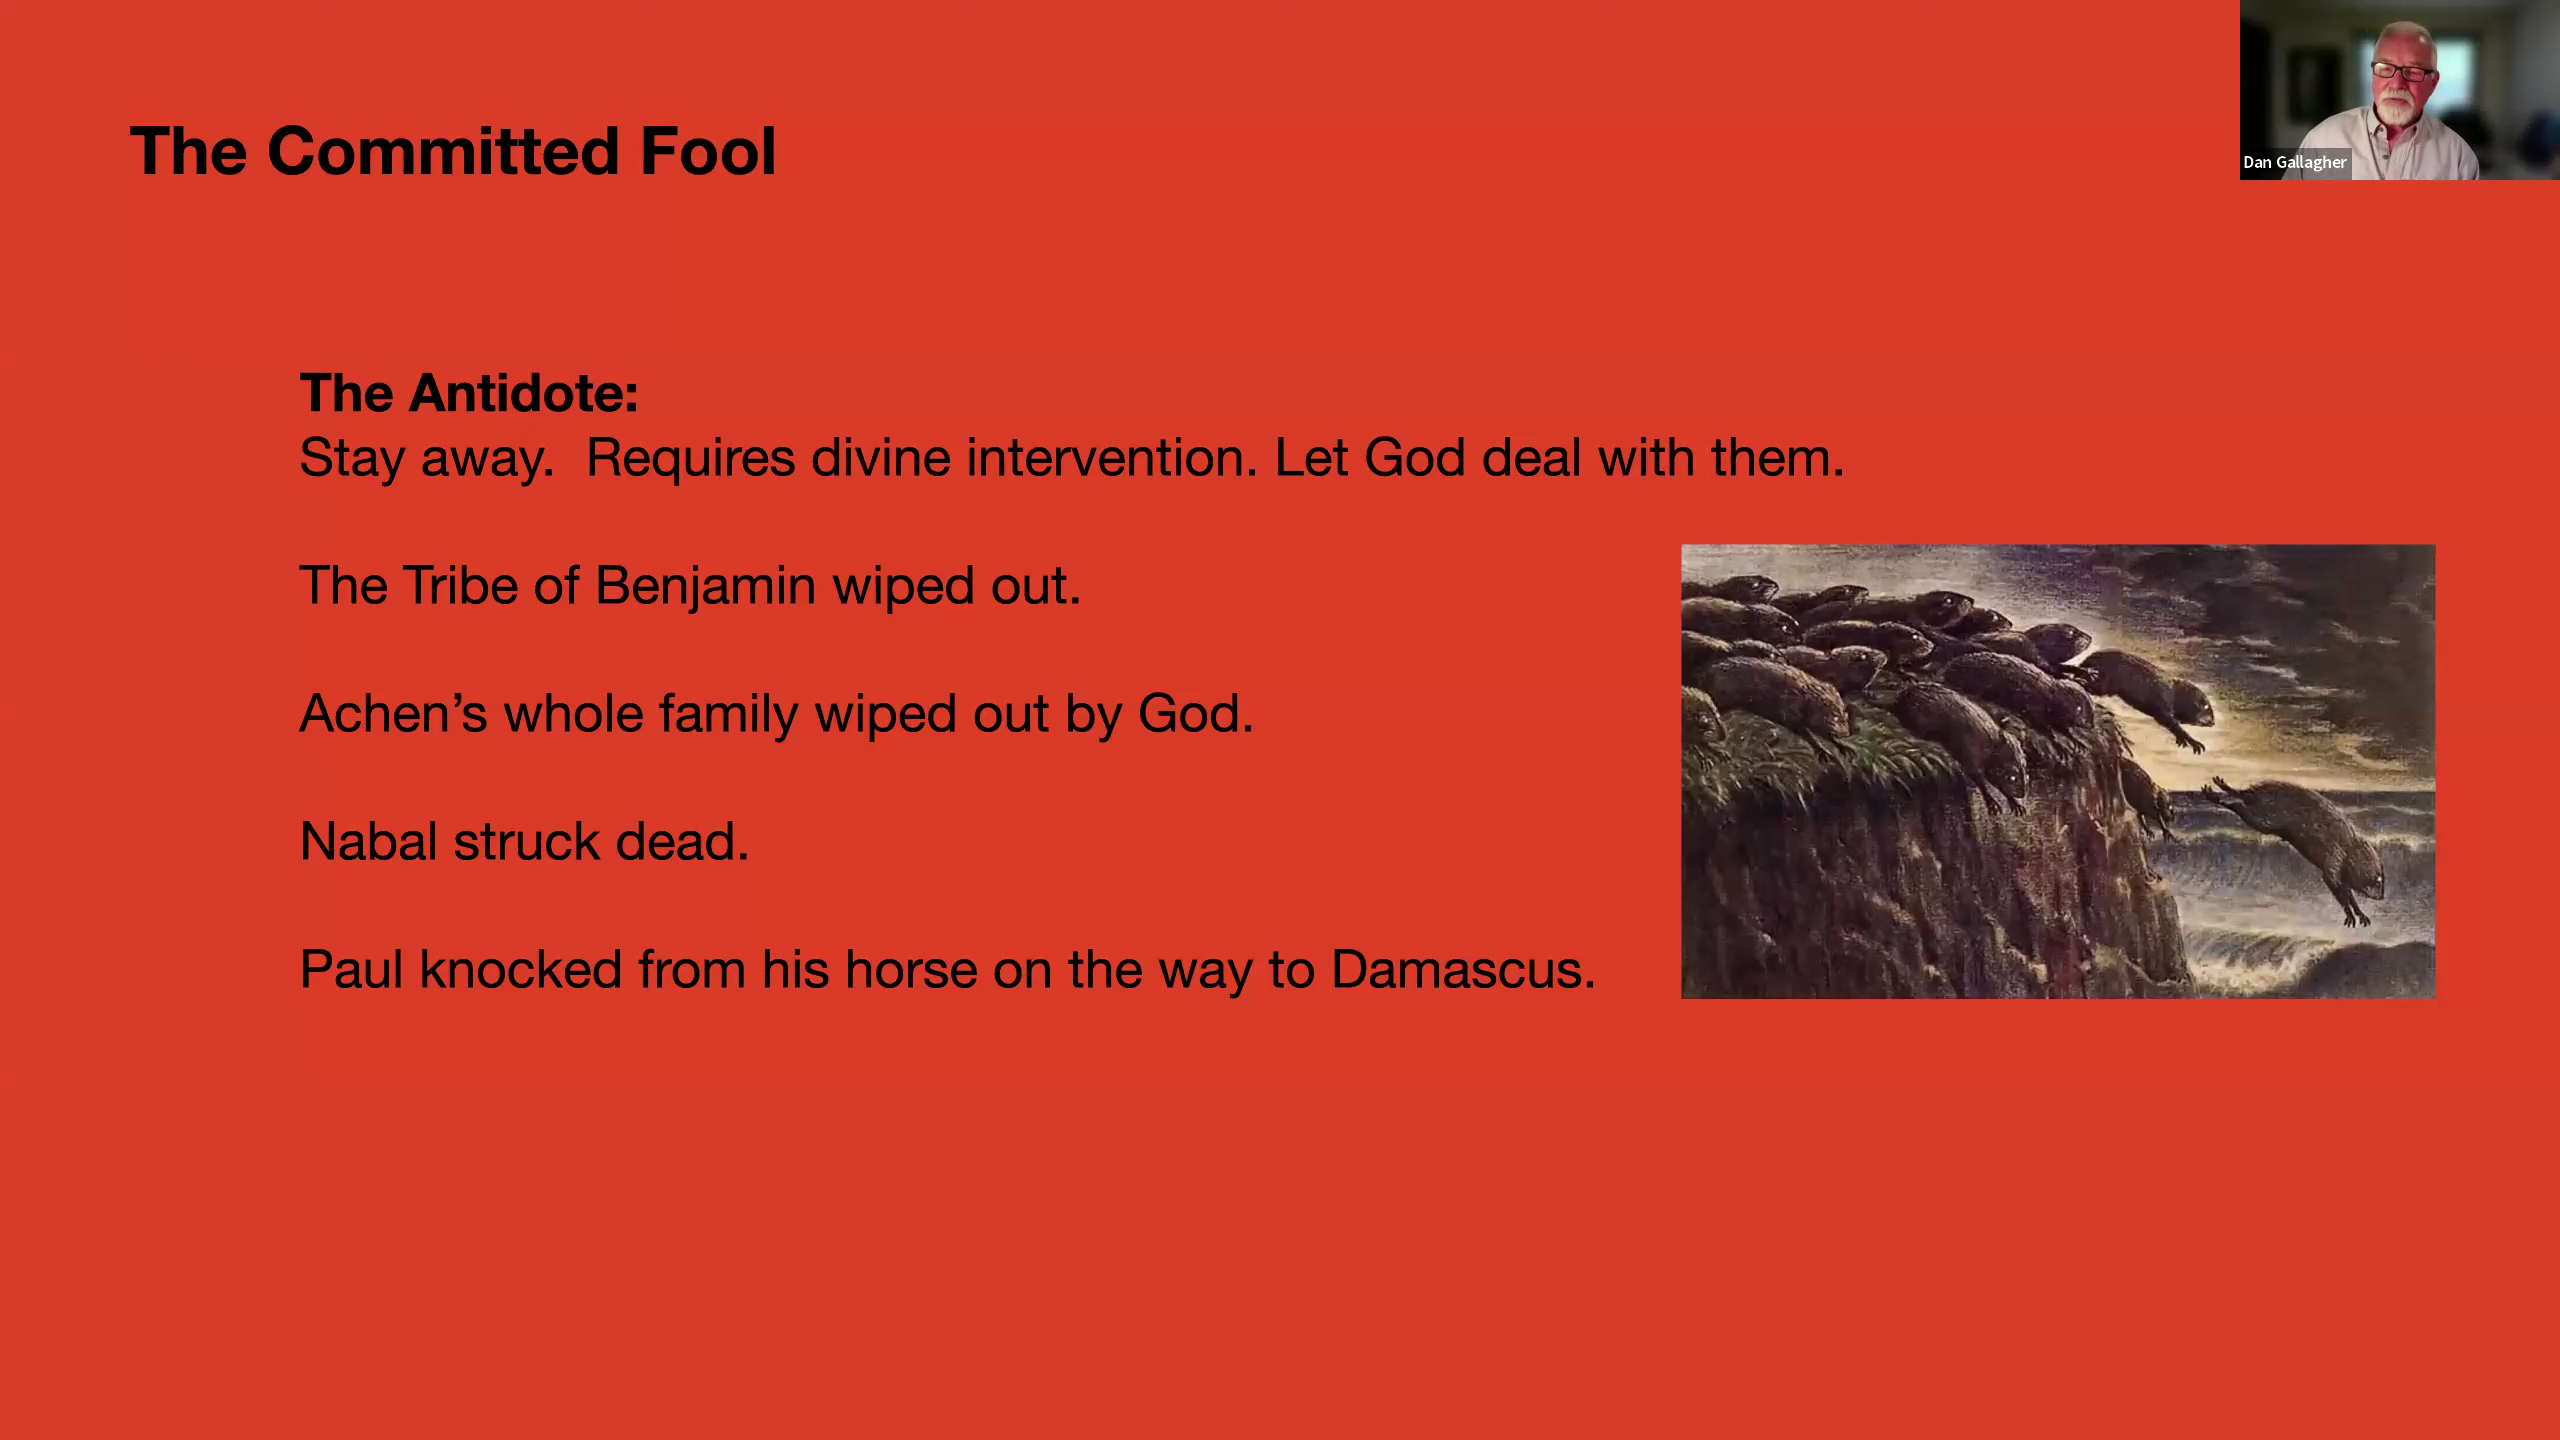 The Committed Fool
Dan Gallagher
The Antidote:
Stay away.  Requires divine intervention. Let God deal with them.
The Tribe of Benjamin wiped out.
Achen’s whole family wiped out by God.
Nabal struck dead.
Paul knocked from his horse on the way to Damascus.